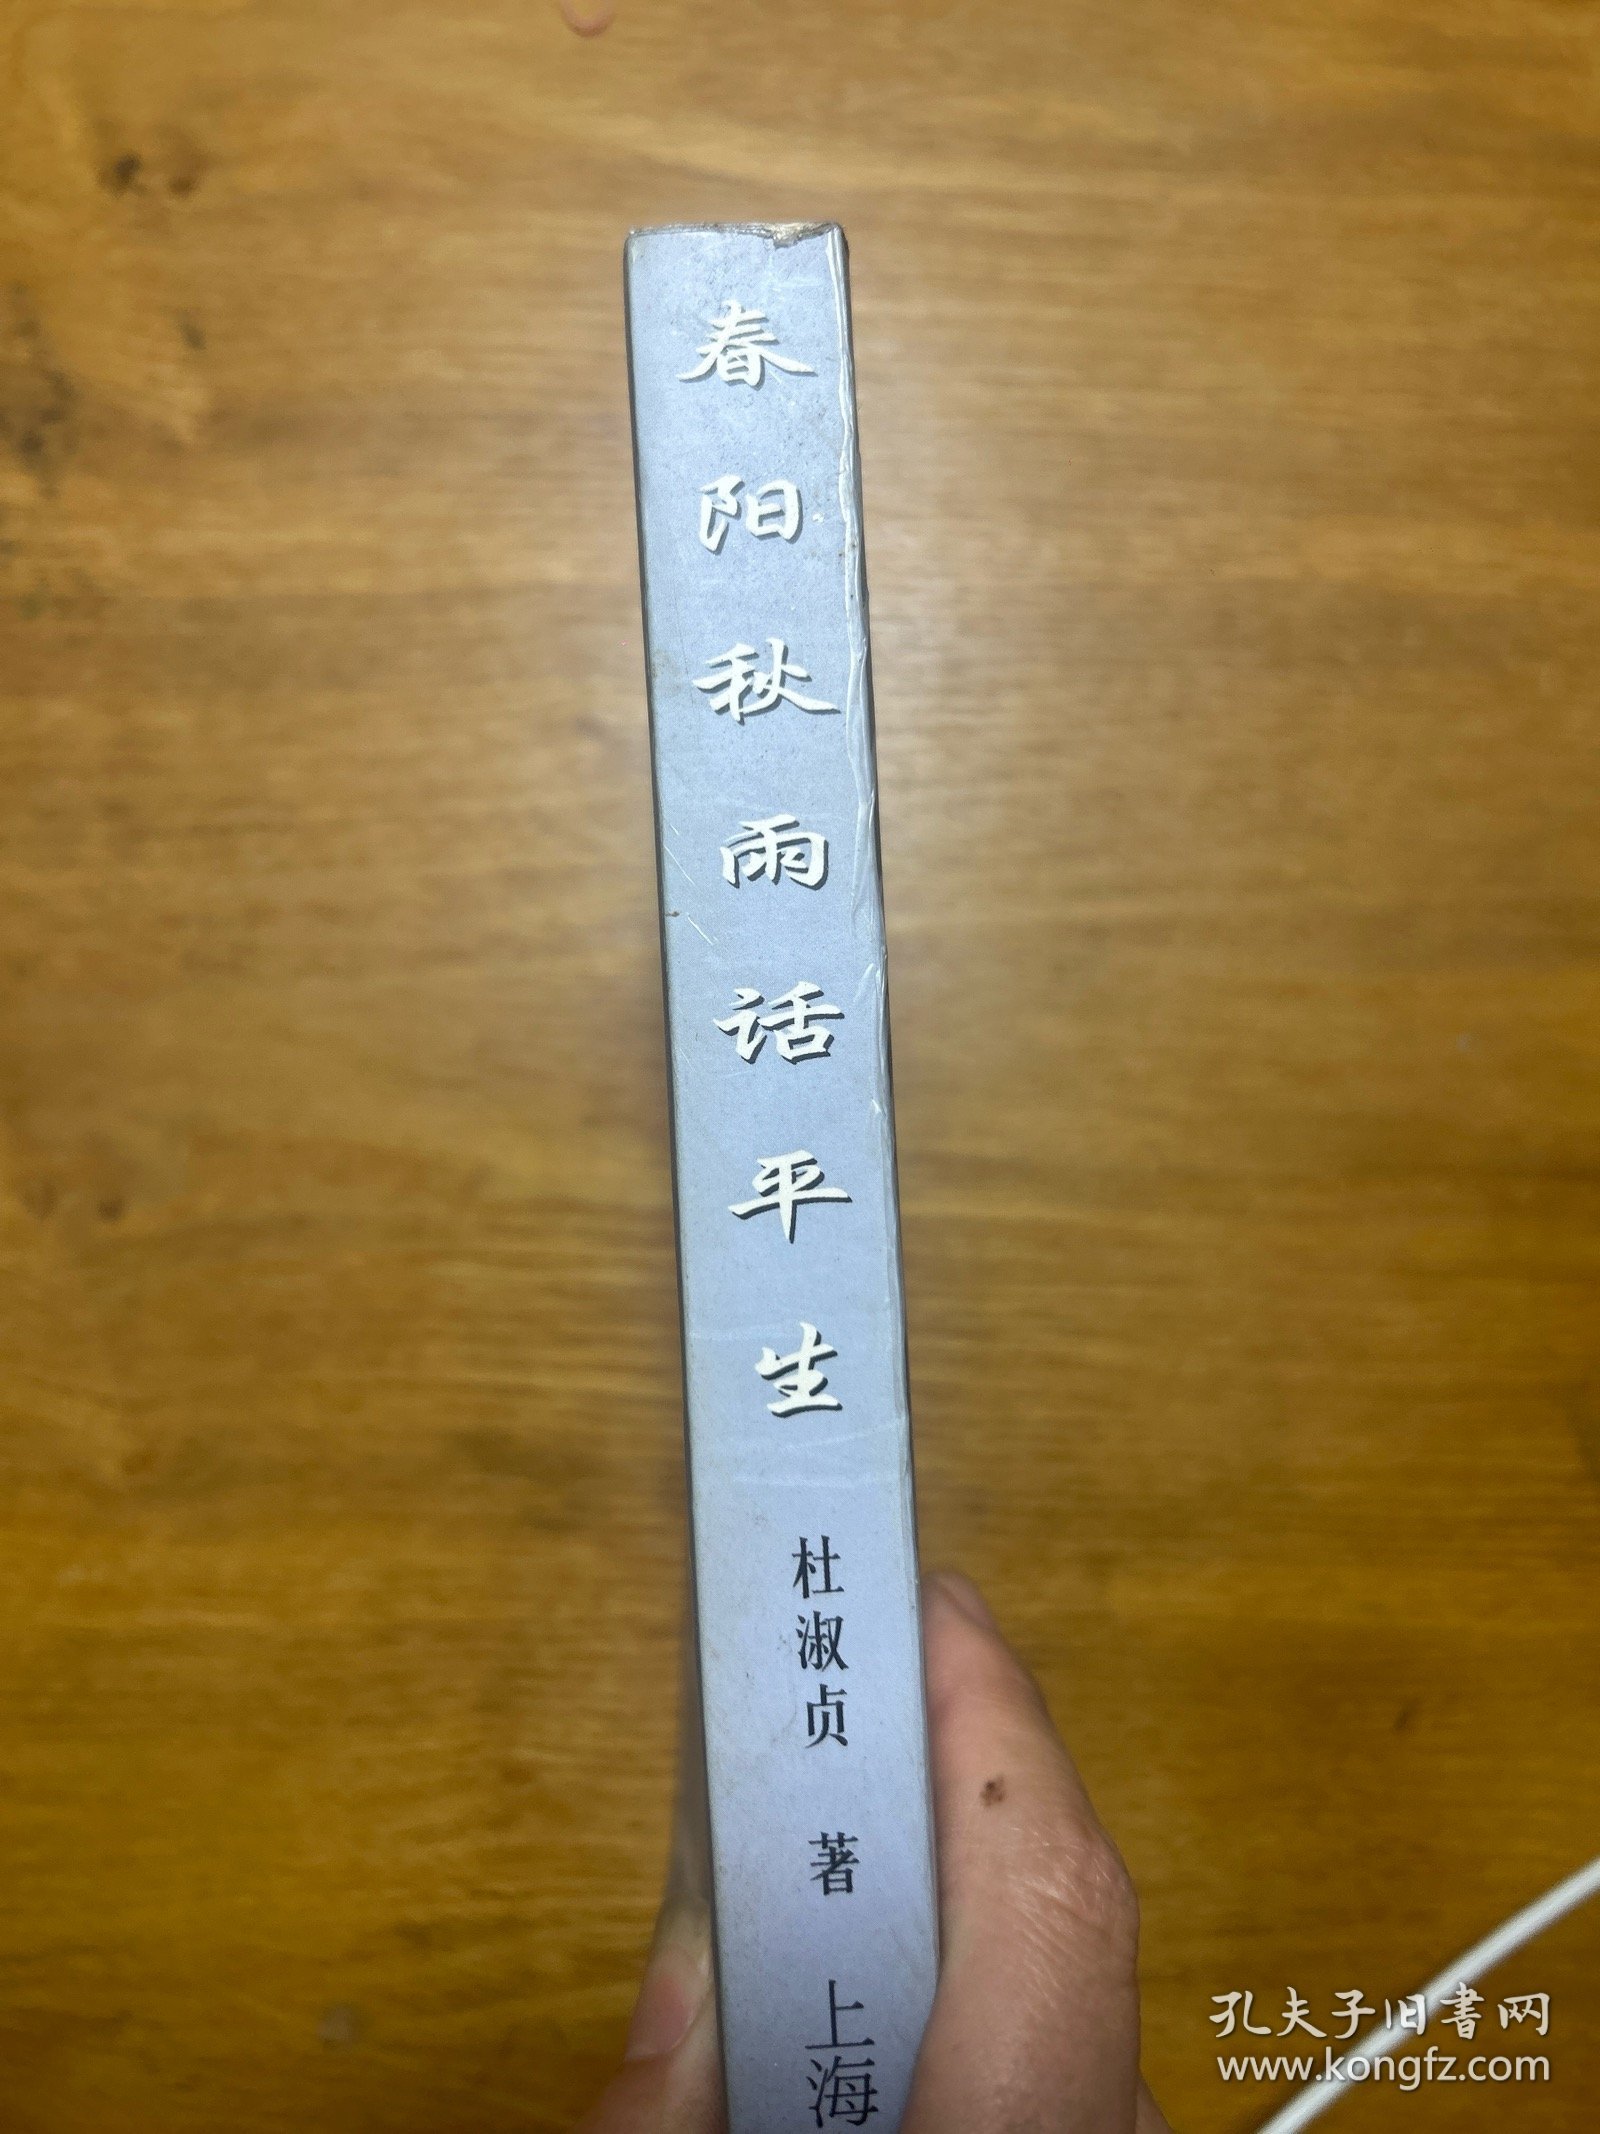 春阳秋雨话平生
杜淑贞 著
上海
孔夫子旧书网
www.kongfz.com